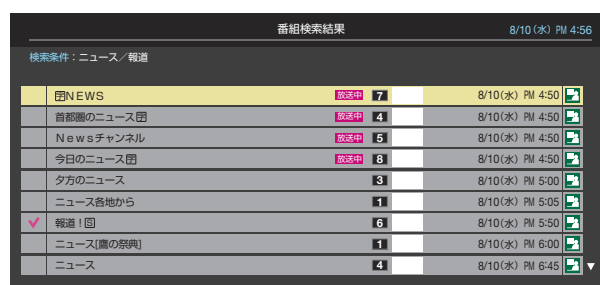 番組検索結果 8/10(水) PM 4:56
検索条件：ニュース／報道
🈑NEWS 放送中 7 8/10(水) PM 4:50
首都圏のニュース🈑 放送中 4 8/10(水) PM 4:50
Newsチャンネル 放送中 5 8/10(水) PM 4:50
今日のニュース🈑 放送中 8 8/10(水) PM 4:50
夕方のニュース 3 8/10(水) PM 5:00
ニュース各地から 1 8/10(水) PM 5:05
報道！🅂 6 8/10(水) PM 5:50
ニュース[鷹の祭典] 1 8/10(水) PM 6:00
ニュース 4 8/10(水) PM 6:45 ▼